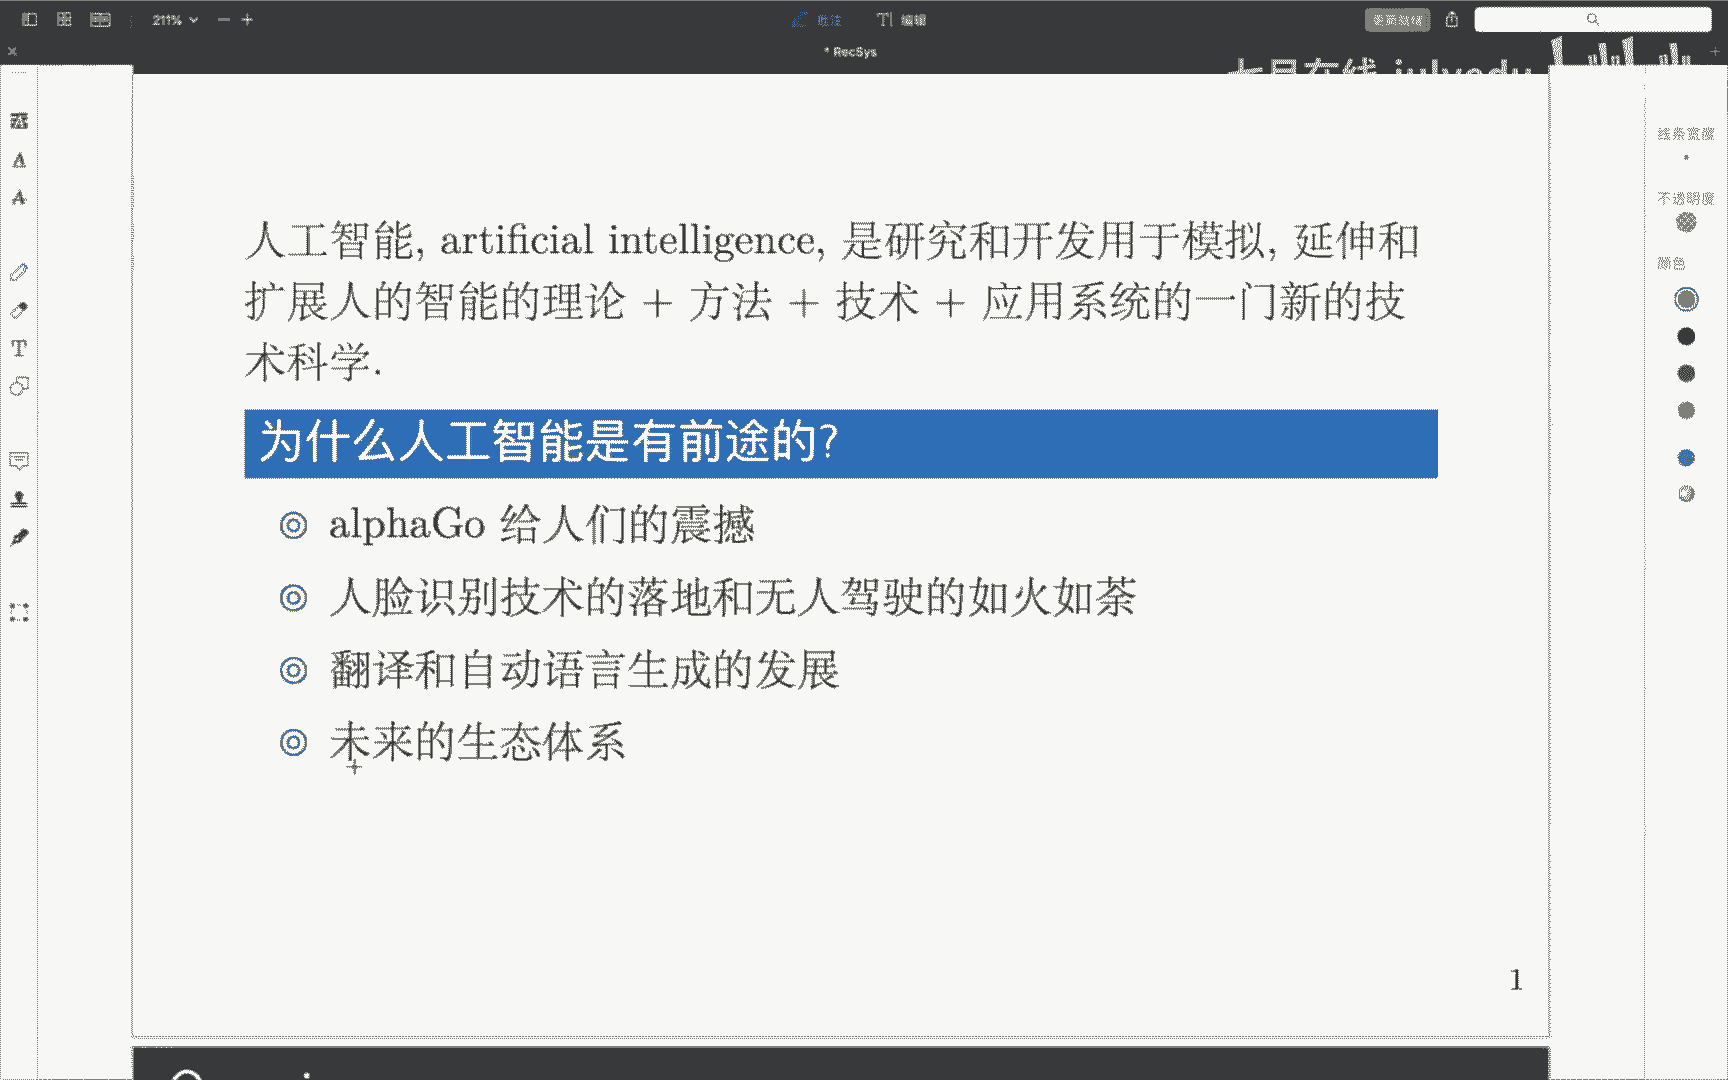 211%
批注
编辑
* RecSys
七月在线 julyedu
线条宽度
不透明度
颜色
人工智能, artificial intelligence, 是研究和开发用于模拟, 延伸和
扩展人的智能的理论 + 方法 + 技术 + 应用系统的一门新的技
术科学.
为什么人工智能是有前途的?
alphaGo 给人们的震撼
人脸识别技术的落地和无人驾驶的如火如荼
翻译和自动语言生成的发展
未来的生态体系
1